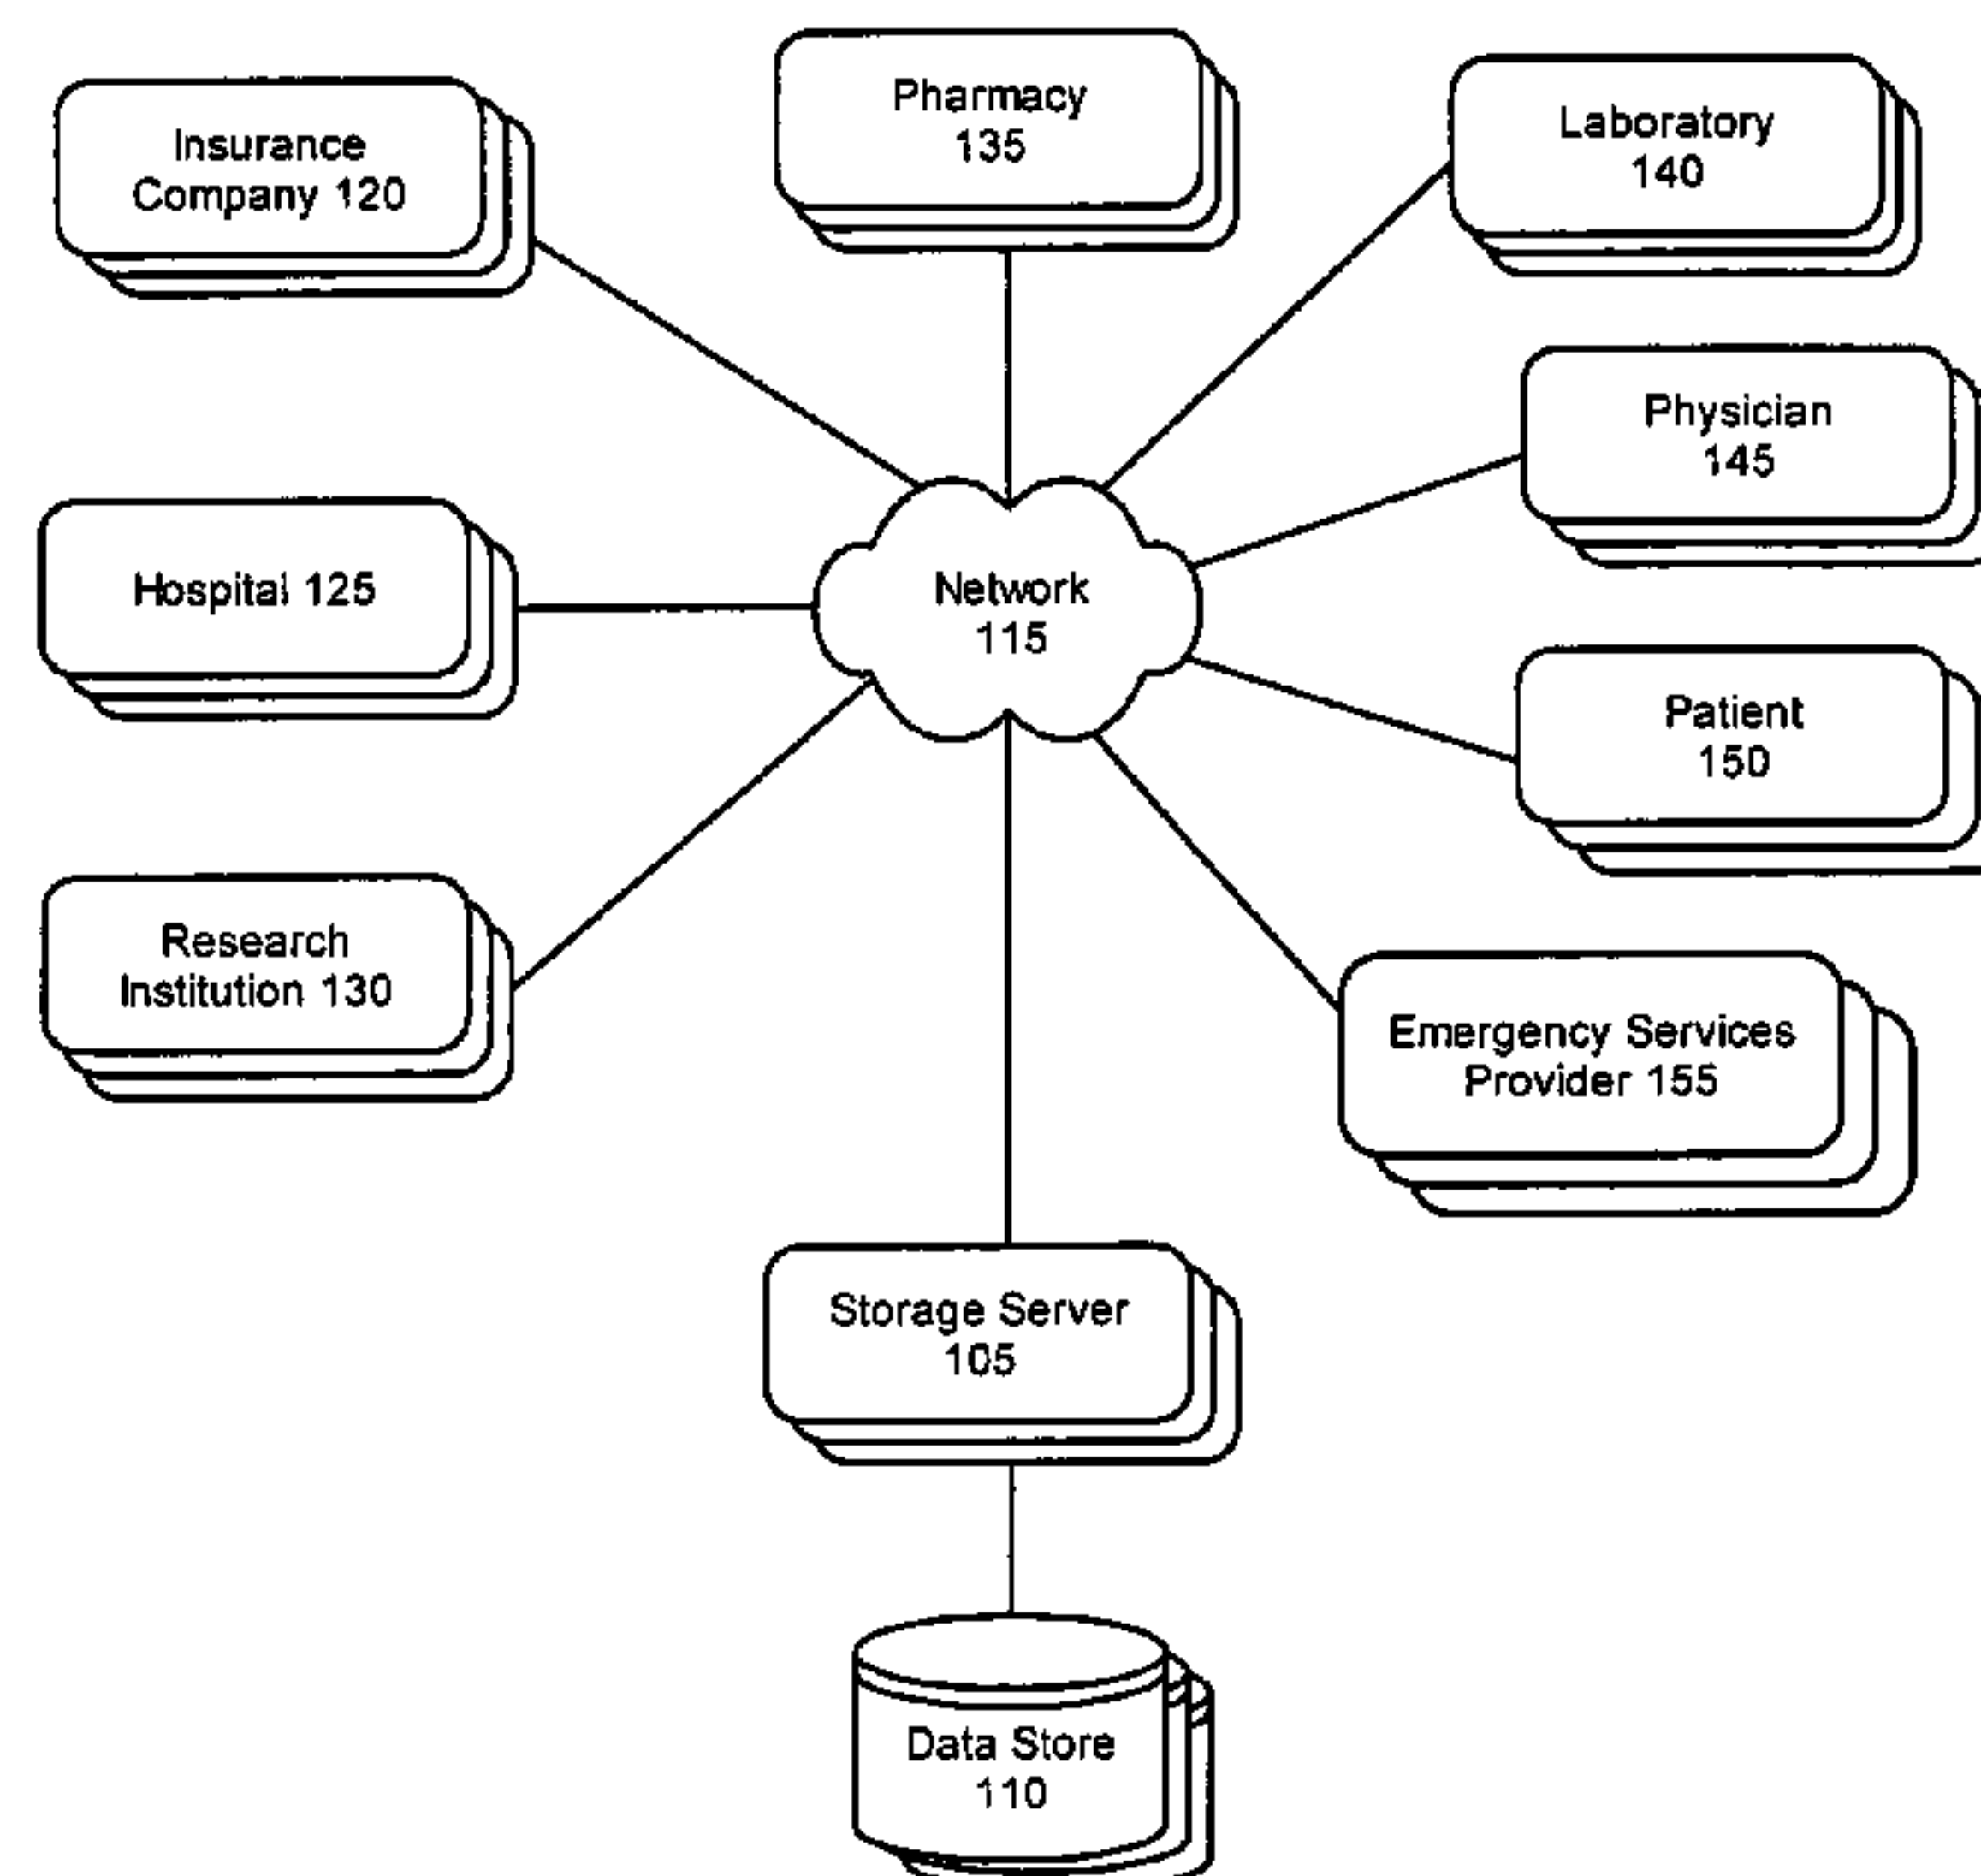 Pharmacy
135
Laboratory
140
Insurance
Company 120
Physician
145
Hospital 125
Network
115
Patient
150
Research
Institution 130
Emergency Services
Provider 155
Storage Server
105
Data Store
110